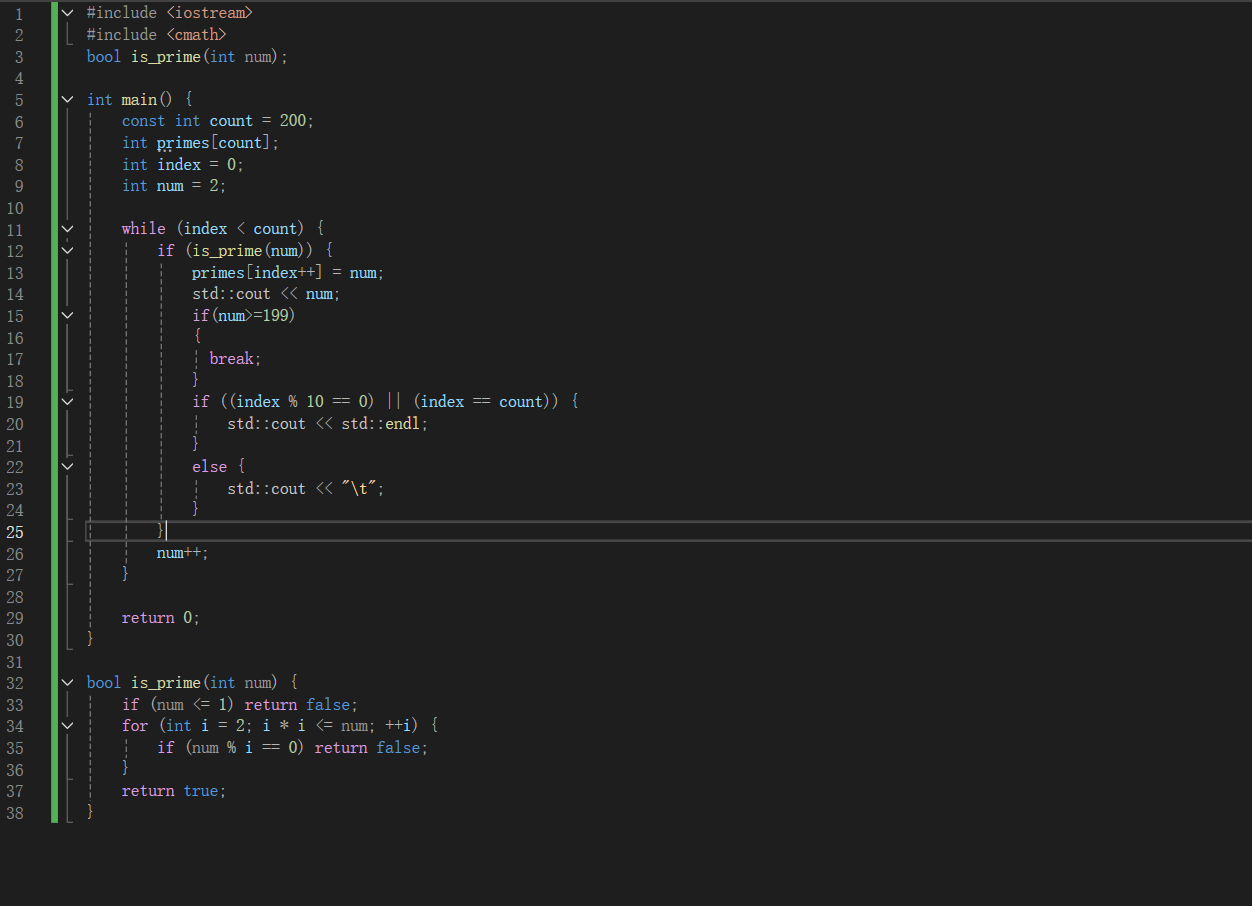 1 #include <iostream>
2 #include <cmath>
3 bool is_prime(int num);
4
5 int main() {
6     const int count = 200;
7     int primes[count];
8     int index = 0;
9     int num = 2;
10
11     while (index < count) {
12         if (is_prime(num)) {
13             primes[index++] = num;
14             std::cout << num;
15             if(num>=199)
16             {
17               break;
18             }
19             if ((index % 10 == 0) || (index == count)) {
20                 std::cout << std::endl;
21             }
22             else {
23                 std::cout << "\t";
24             }
25         }
26         num++;
27     }
28
29     return 0;
30 }
31
32 bool is_prime(int num) {
33     if (num <= 1) return false;
34     for (int i = 2; i * i <= num; ++i) {
35         if (num % i == 0) return false;
36     }
37     return true;
38 }